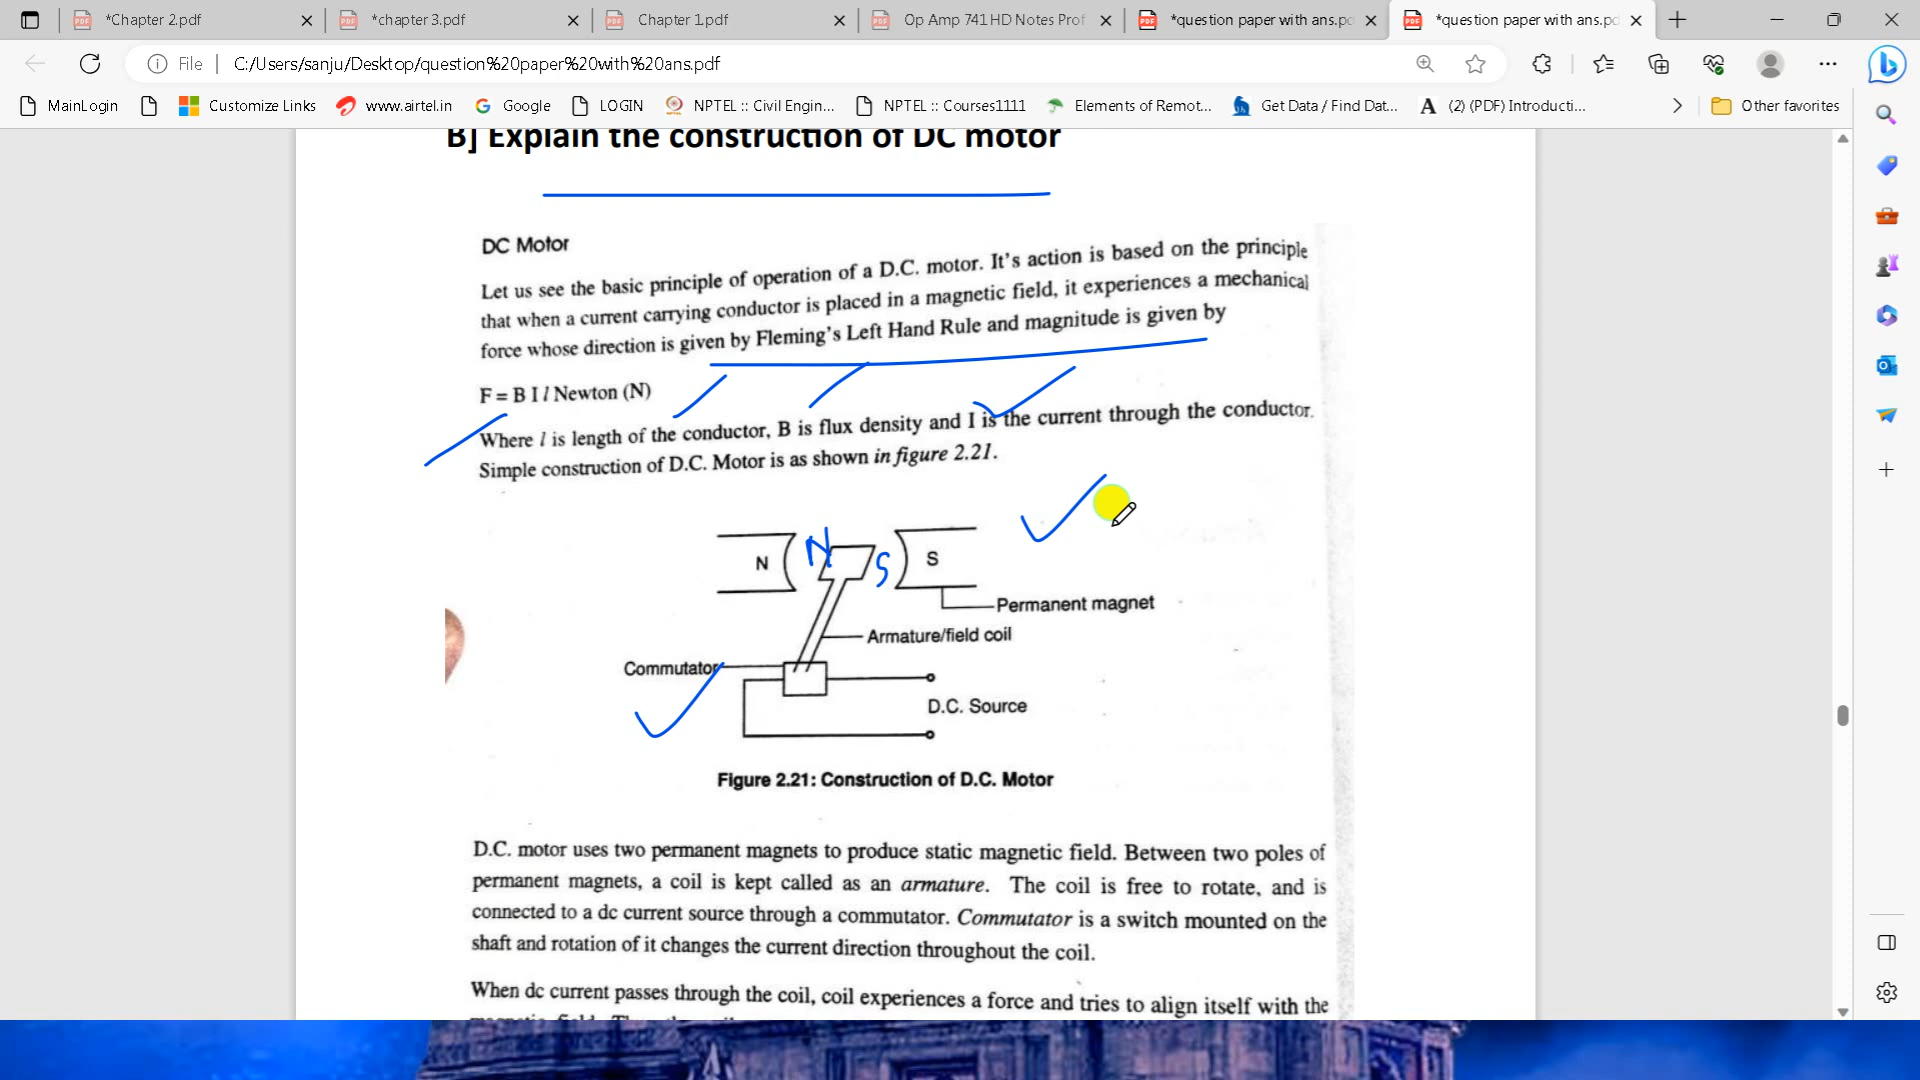 *Chapter 2.pdf
*chapter 3.pdf
Chapter 1.pdf
Op Amp 741 HD Notes Prof
*question paper with ans.pd
*question paper with ans.pd
File
C:/Users/sanju/Desktop/question%20paper%20with%20ans.pdf
MainLogin
Customize Links
www.airtel.in
Google
LOGIN
NPTEL :: Civil Engin...
NPTEL :: Courses1111
Elements of Remot...
Get Data / Find Dat...
(2) (PDF) Introducti...
Other favorites
B] Explain the construction of DC motor
DC Motor
Let us see the basic principle of operation of a D.C. motor. It's action is based on the principle
that when a current carrying conductor is placed in a magnetic field, it experiences a mechanical
force whose direction is given by Fleming's Left Hand Rule and magnitude is given by
F = B I l Newton (N)
Where l is length of the conductor, B is flux density and I is the current through the conductor.
Simple construction of D.C. Motor is as shown in figure 2.21.
N
N
S
S
Permanent magnet
Armature/field coil
Commutator
D.C. Source
Figure 2.21: Construction of D.C. Motor
D.C. motor uses two permanent magnets to produce static magnetic field. Between two poles of
permanent magnets, a coil is kept called as an armature. The coil is free to rotate, and is
connected to a dc current source through a commutator. Commutator is a switch mounted on the
shaft and rotation of it changes the current direction throughout the coil.
When dc current passes through the coil, coil experiences a force and tries to align itself with the